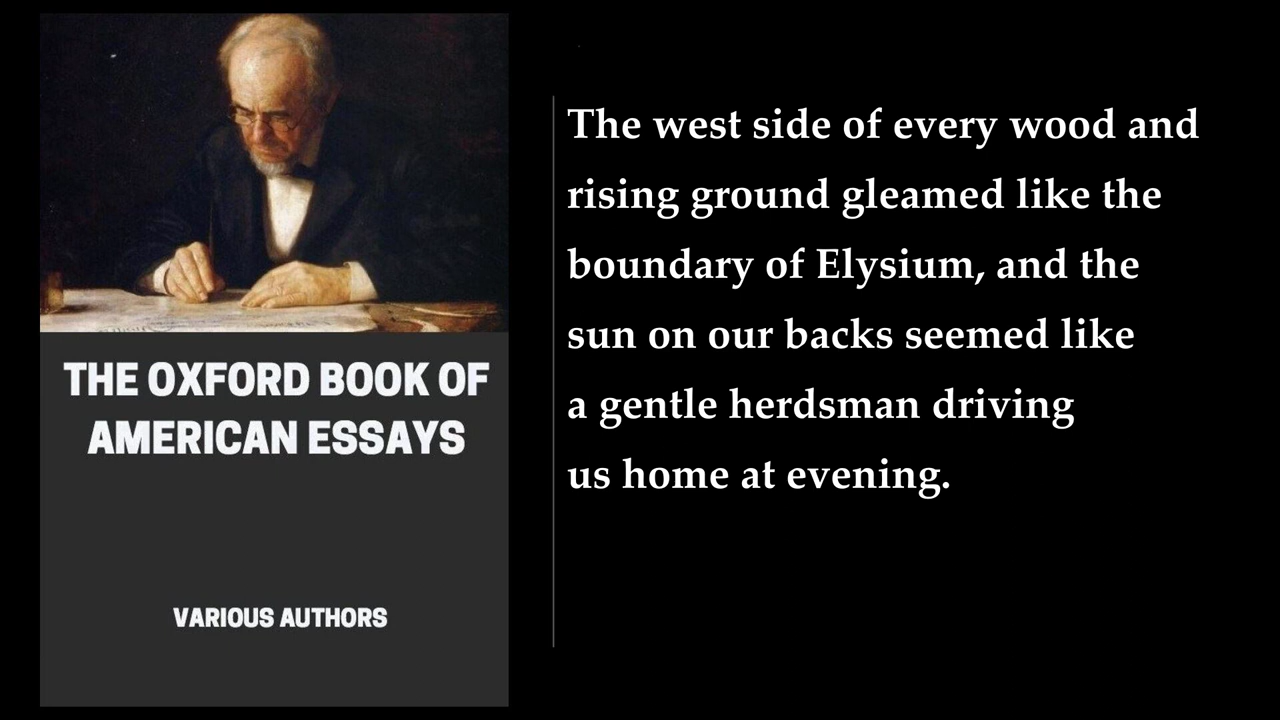 THE OXFORD BOOK OF
AMERICAN ESSAYS
VARIOUS AUTHORS
The west side of every wood and
rising ground gleamed like the
boundary of Elysium, and the
sun on our backs seemed like
a gentle herdsman driving
us home at evening.